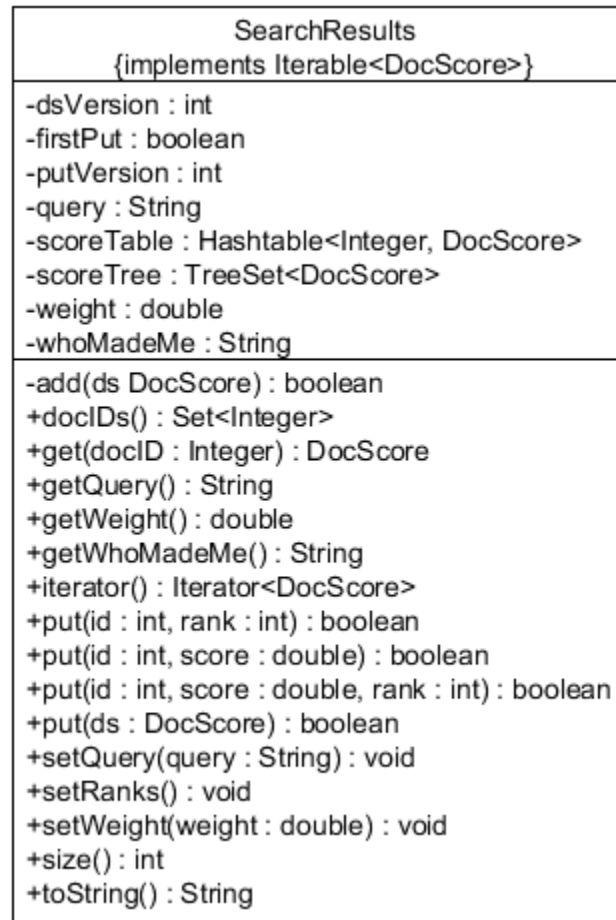 SearchResults
{implements Iterable<DocScore>}
-dsVersion : int
-firstPut : boolean
-putVersion : int
-query : String
-scoreTable : Hashtable<Integer, DocScore>
-scoreTree : TreeSet<DocScore>
-weight : double
-whoMadeMe : String
-add(ds DocScore) : boolean
+docIDs() : Set<Integer>
+get(docID : Integer) : DocScore
+getQuery() : String
+getWeight() : double
+getWhoMadeMe() : String
+iterator() : Iterator<DocScore>
+put(id : int, rank : int) : boolean
+put(id : int, score : double) : boolean
+put(id : int, score : double, rank : int) : boolean
+put(ds : DocScore) : boolean
+setQuery(query : String) : void
+setRanks() : void
+setWeight(weight : double) : void
+size() : int
+toString() : String